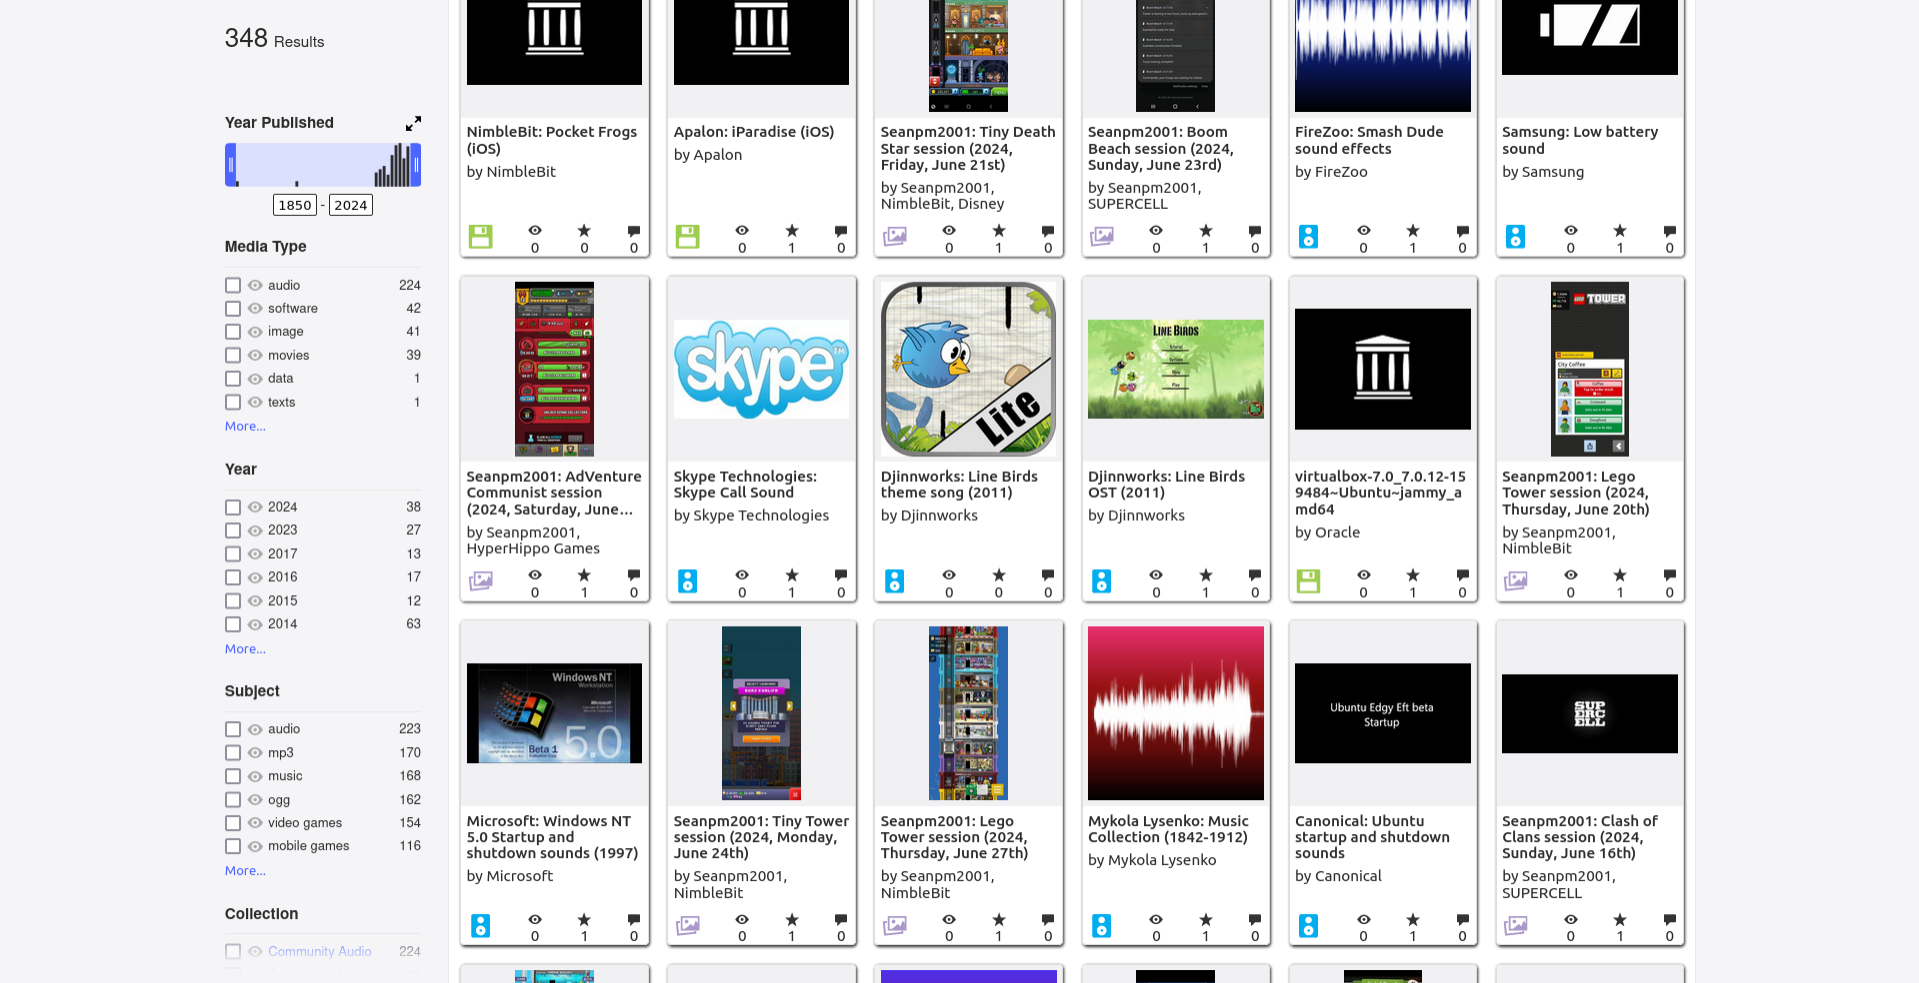 348 Results
Year Published
1850 - 2024
Media Type
audio 224
software 42
image 41
movies 39
data 1
texts 1
More...
Year
2024 38
2023 27
2017 13
2016 17
2015 12
2014 63
More...
Subject
audio 223
mp3 170
music 168
ogg 162
video games 154
mobile games 116
More...
Collection
Community Audio 224
NimbleBit: Pocket Frogs
(iOS)
by NimbleBit
0 0 0
Apalon: iParadise (iOS)
by Apalon
0 1 0
Seanpm2001: Tiny Death
Star session (2024,
Friday, June 21st)
by Seanpm2001,
NimbleBit, Disney
0 1 0
Seanpm2001: Boom
Beach session (2024,
Sunday, June 23rd)
by Seanpm2001,
SUPERCELL
0 1 0
FireZoo: Smash Dude
sound effects
by FireZoo
0 1 0
Samsung: Low battery
sound
by Samsung
0 1 0
Seanpm2001: AdVenture
Communist session
(2024, Saturday, June...
by Seanpm2001,
HyperHippo Games
0 1 0
skype™
Skype Technologies:
Skype Call Sound
by Skype Technologies
0 1 0
Lite
Djinnworks: Line Birds
theme song (2011)
by Djinnworks
0 0 0
LINE BIRDS
Djinnworks: Line Birds
OST (2011)
by Djinnworks
0 1 0
virtualbox-7.0_7.0.12-15
9484~Ubuntu~jammy_a
md64
by Oracle
0 1 0
LEGO TOWER
City Coffee
Seanpm2001: Lego
Tower session (2024,
Thursday, June 20th)
by Seanpm2001,
NimbleBit
0 1 0
Windows NT
Workstation
Microsoft
Beta 1
5.0
Microsoft: Windows NT
5.0 Startup and
shutdown sounds (1997)
by Microsoft
0 1 0
Seanpm2001: Tiny Tower
session (2024, Monday,
June 24th)
by Seanpm2001,
NimbleBit
0 1 0
Seanpm2001: Lego
Tower session (2024,
Thursday, June 27th)
by Seanpm2001,
NimbleBit
0 1 0
Mykola Lysenko: Music
Collection (1842-1912)
by Mykola Lysenko
0 1 0
Ubuntu Edgy Eft beta
Startup
Canonical: Ubuntu
startup and shutdown
sounds
by Canonical
0 1 0
SUP
ERC
ELL
Seanpm2001: Clash of
Clans session (2024,
Sunday, June 16th)
by Seanpm2001,
SUPERCELL
0 1 0